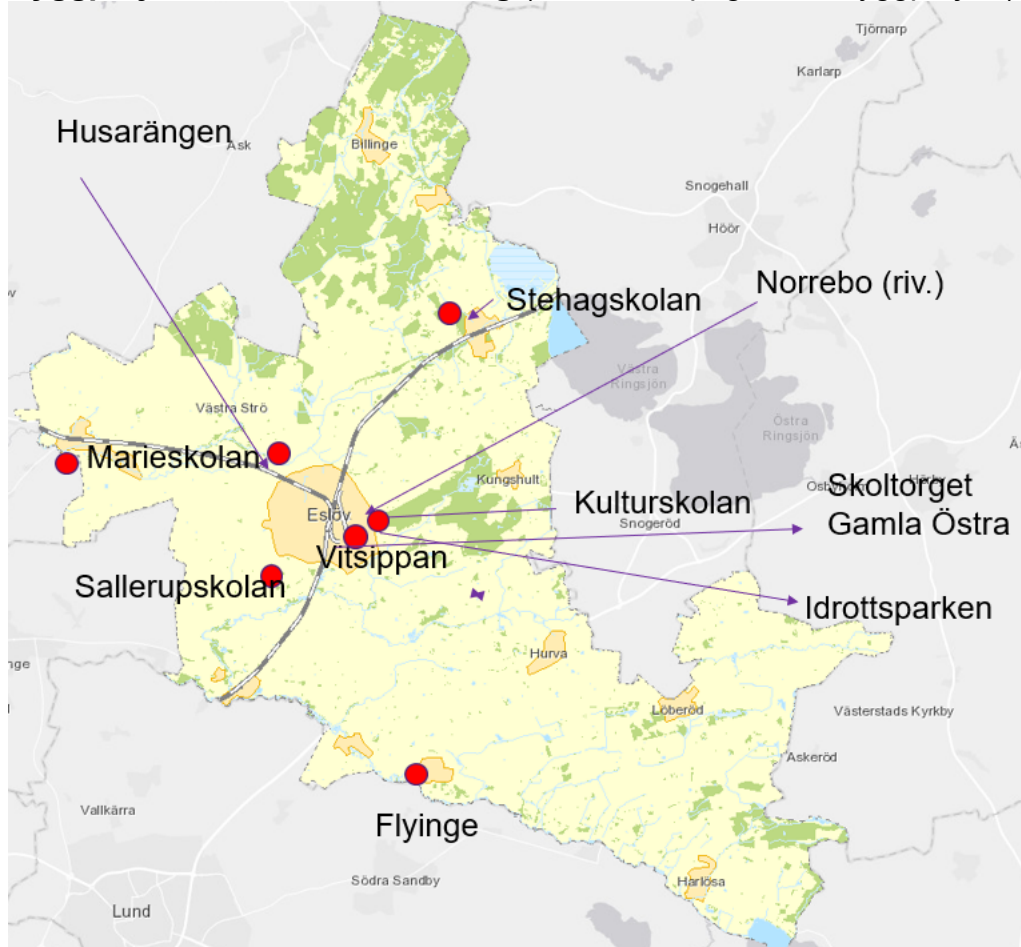 Tjörnarp
Karlarp
Husarängen
Ask
Billinge
Snogehall
Höör
Norrebo (riv.)
Stehagskolan
Västra
Ringsjön
Västra Strö
Östra
Ringsjön
Marieskolan
Kungshult
Skoltorget
Kulturskolan
Eslöv
Snogeröd
Gamla Östra
Vitsippan
Sallerupskolan
Idrottsparken
Hurva
nge
Löberöd
Västerstads Kyrkby
Askeröd
Vallkärra
Flyinge
Södra Sandby
Harlösa
Lund